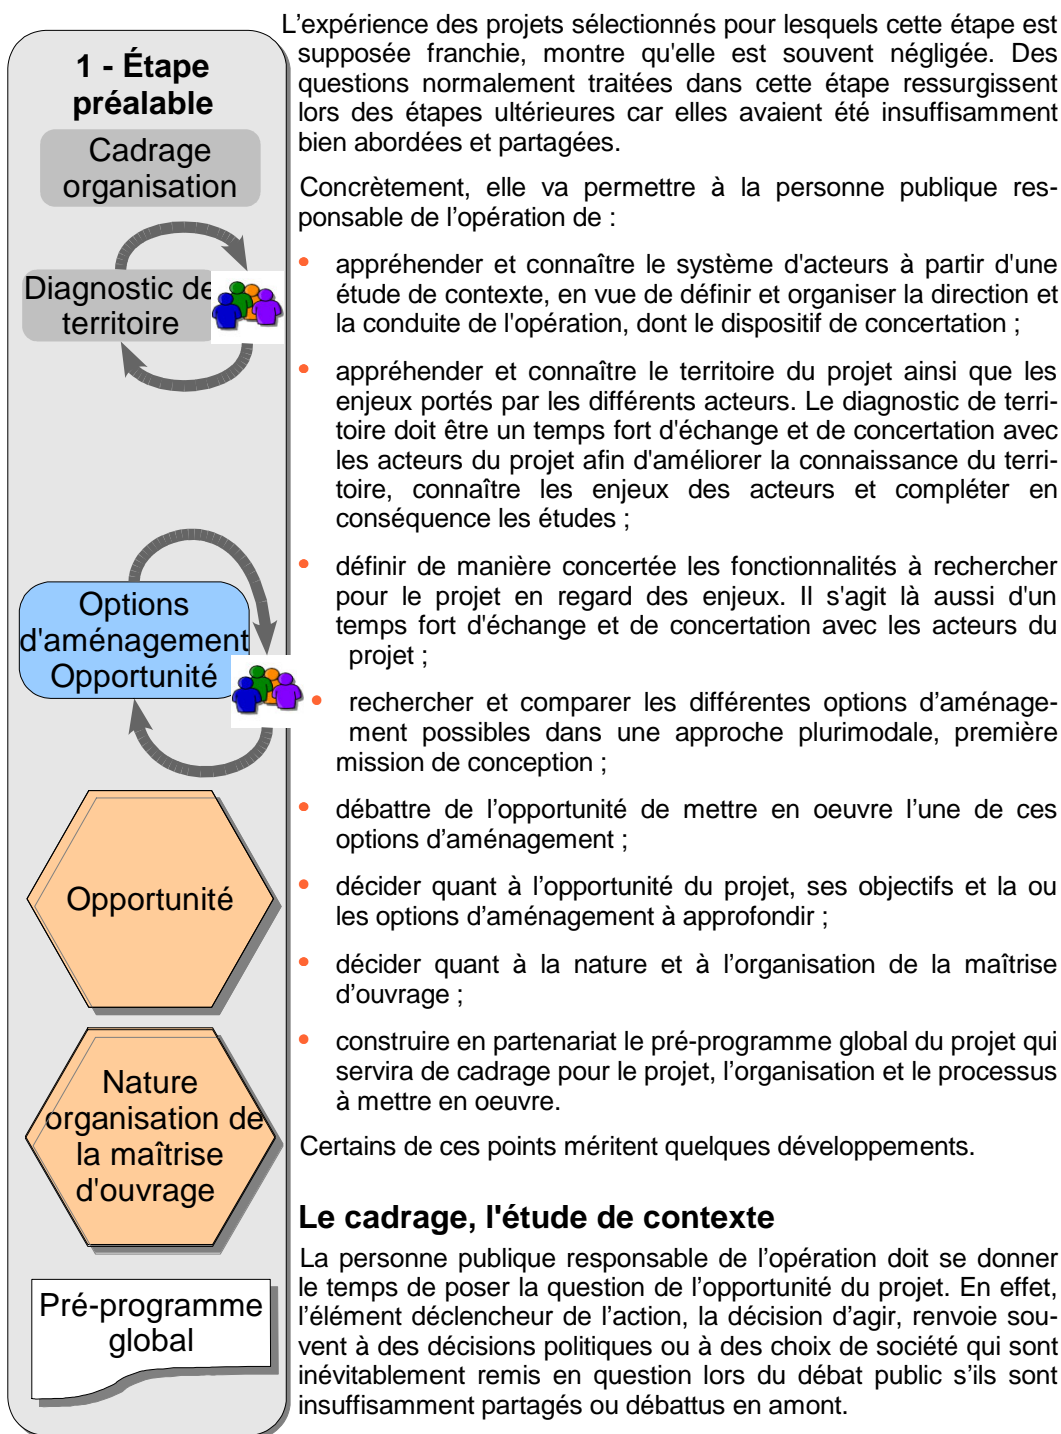 1 - Étape
préalable
Cadrage
organisation
Diagnostic de
territoire
Options
d'aménagement
Opportunité
Opportunité
Nature
organisation de
la maîtrise
d'ouvrage
Pré-programme
global
L'expérience des projets sélectionnés pour lesquels cette étape est
supposée franchie, montre qu'elle est souvent négligée. Des
questions normalement traitées dans cette étape ressurgissent
lors des étapes ultérieures car elles avaient été insuffisamment
bien abordées et partagées.
Concrètement, elle va permettre à la personne publique res-
ponsable de l’opération de :
• appréhender et connaître le système d'acteurs à partir d'une
étude de contexte, en vue de définir et organiser la direction et
la conduite de l'opération, dont le dispositif de concertation ;
• appréhender et connaître le territoire du projet ainsi que les
enjeux portés par les différents acteurs. Le diagnostic de terri-
toire doit être un temps fort d'échange et de concertation avec
les acteurs du projet afin d'améliorer la connaissance du terri-
toire, connaître les enjeux des acteurs et compléter en
conséquence les études ;
• définir de manière concertée les fonctionnalités à rechercher
pour le projet en regard des enjeux. Il s'agit là aussi d'un
temps fort d'échange et de concertation avec les acteurs du
projet ;
• rechercher et comparer les différentes options d’aménage-
ment possibles dans une approche plurimodale, première
mission de conception ;
• débattre de l’opportunité de mettre en oeuvre l’une de ces
options d’aménagement ;
• décider quant à l’opportunité du projet, ses objectifs et la ou
les options d’aménagement à approfondir ;
• décider quant à la nature et à l’organisation de la maîtrise
d’ouvrage ;
• construire en partenariat le pré-programme global du projet qui
servira de cadrage pour le projet, l’organisation et le processus
à mettre en oeuvre.
Certains de ces points méritent quelques développements.
Le cadrage, l'étude de contexte
La personne publique responsable de l’opération doit se donner
le temps de poser la question de l’opportunité du projet. En effet,
l’élément déclencheur de l’action, la décision d’agir, renvoie sou-
vent à des décisions politiques ou à des choix de société qui sont
inévitablement remis en question lors du débat public s’ils sont
insuffisamment partagés ou débattus en amont.